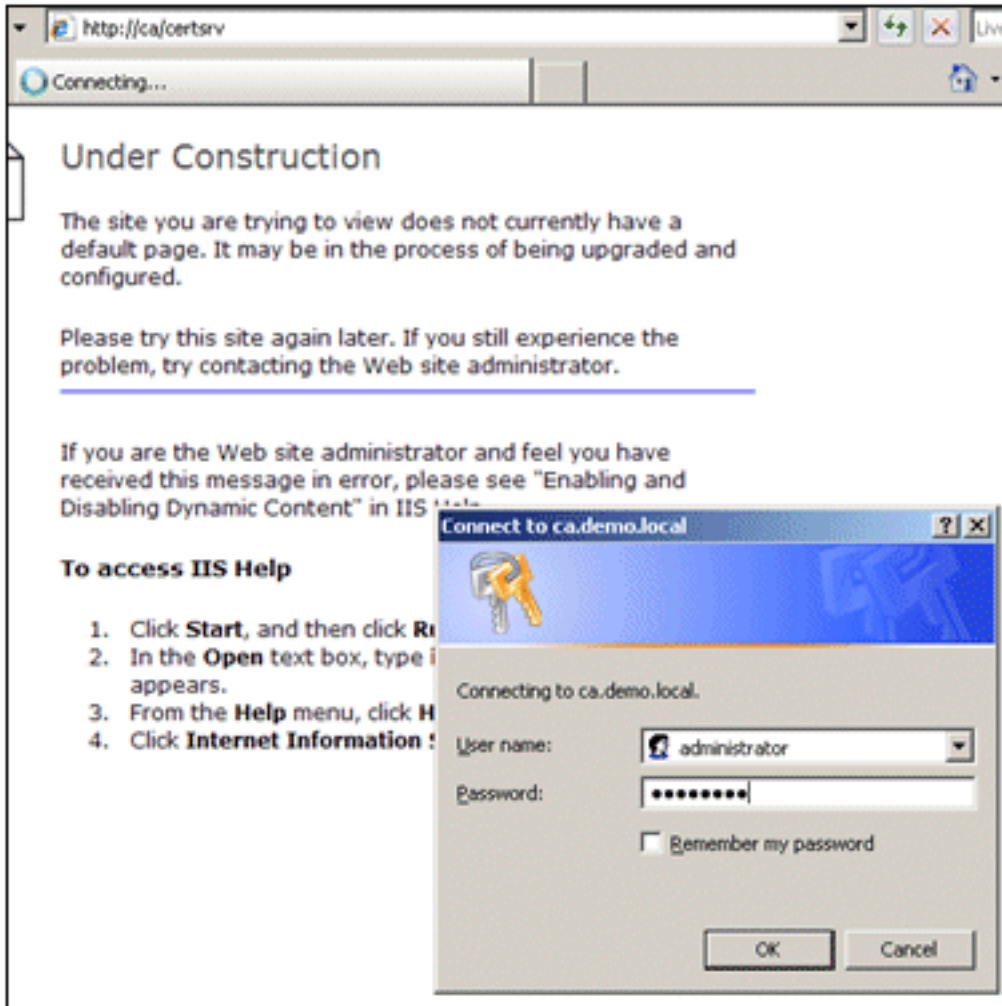 http://ca/certsrv
Live
Connecting...
Under Construction
The site you are trying to view does not currently have a
default page. It may be in the process of being upgraded and
configured.
Please try this site again later. If you still experience the
problem, try contacting the Web site administrator.
If you are the Web site administrator and feel you have
received this message in error, please see "Enabling and
Disabling Dynamic Content" in IIS Help.
To access IIS Help
1. Click Start, and then click
2. In the Open text box, type
appears.
3. From the Help menu, click
4. Click Internet Information
Connect to ca.demo.local
Connecting to ca.demo.local.
User name:
administrator
Password:
••••••••
Remember my password
OK
Cancel